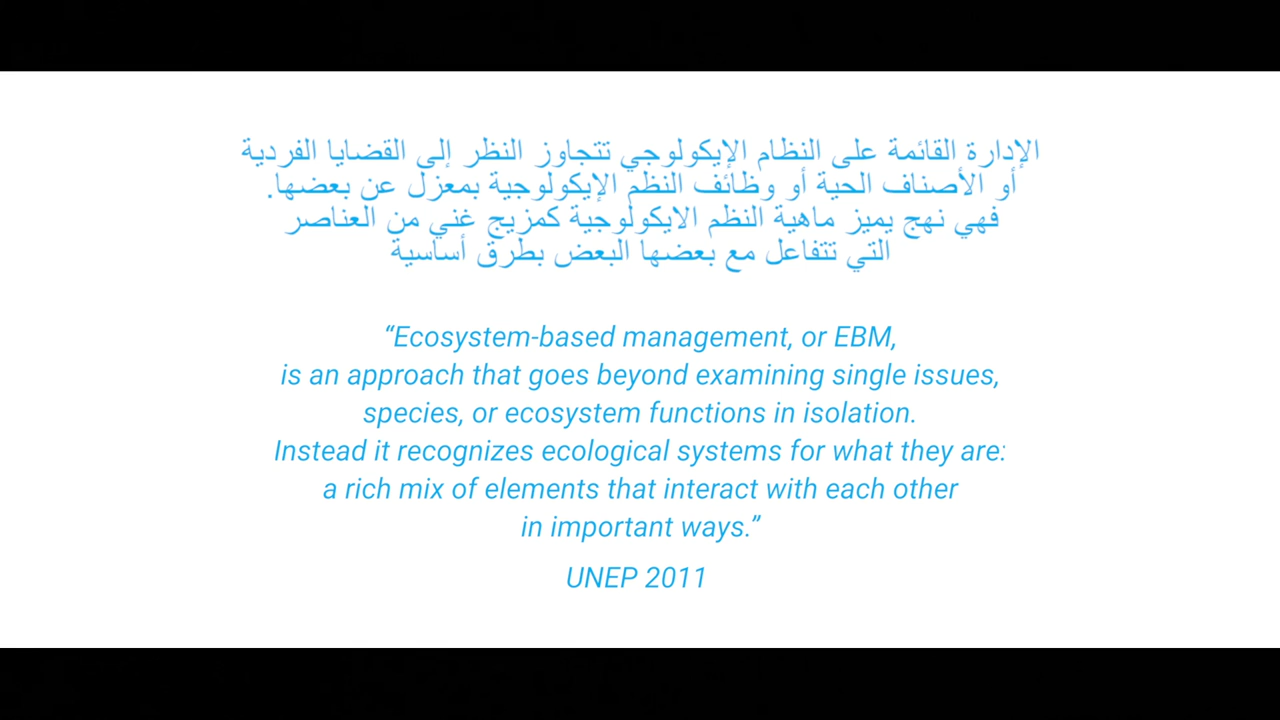 الإدارة القائمة على النظام الإيكولوجي تتجاوز النظر إلى القضايا الفردية
أو الأصناف الحية أو وظائف النظم الإيكولوجية بمعزل عن بعضها.
فهي نهج يميز ماهية النظم الايكولوجية كمزيج غني من العناصر
التي تتفاعل مع بعضها البعض بطرق أساسية
“Ecosystem-based management, or EBM,
is an approach that goes beyond examining single issues,
species, or ecosystem functions in isolation.
Instead it recognizes ecological systems for what they are:
a rich mix of elements that interact with each other
in important ways.”
UNEP 2011